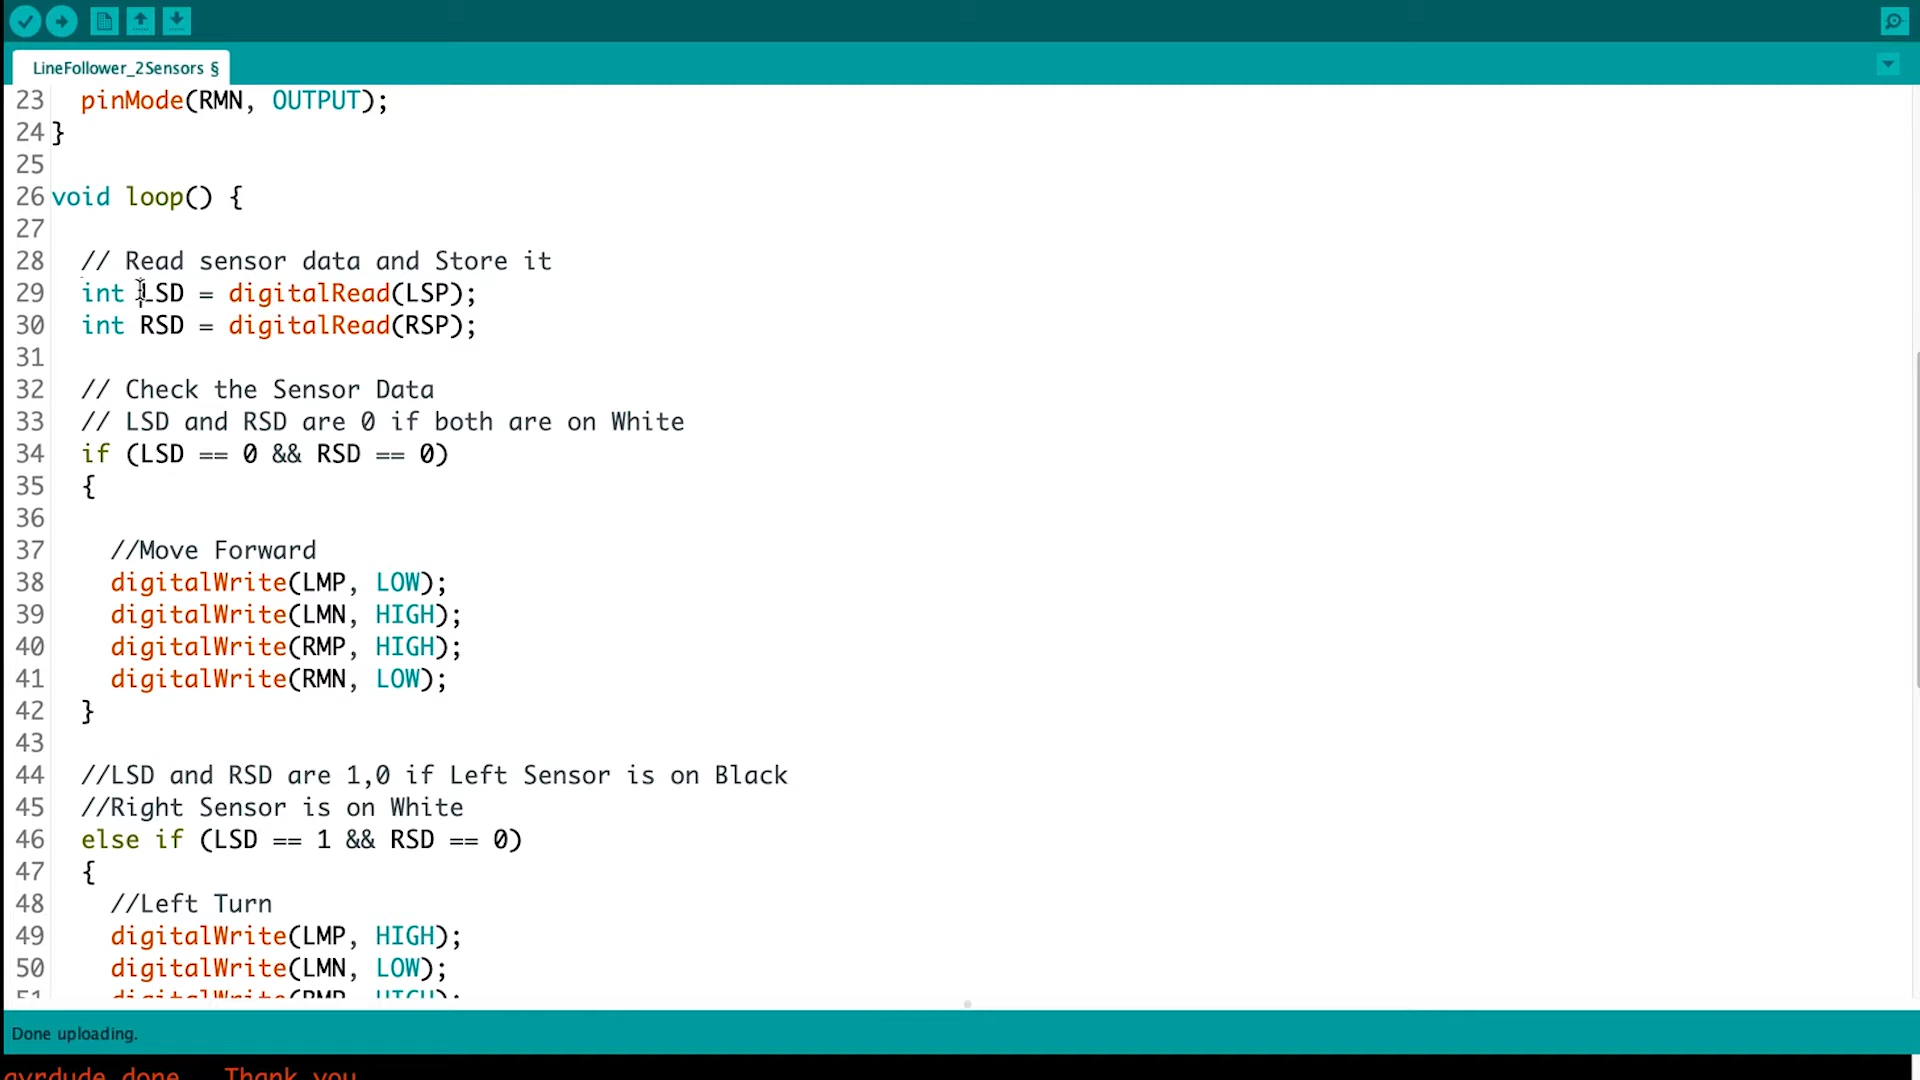 LineFollower_2Sensors §
23 pinMode(RMN, OUTPUT);
24 }
25
26 void loop() {
27
28 // Read sensor data and Store it
29 int LSD = digitalRead(LSP);
30 int RSD = digitalRead(RSP);
31
32 // Check the Sensor Data
33 // LSD and RSD are 0 if both are on White
34 if (LSD == 0 && RSD == 0)
35 {
36
37 //Move Forward
38 digitalWrite(LMP, LOW);
39 digitalWrite(LMN, HIGH);
40 digitalWrite(RMP, HIGH);
41 digitalWrite(RMN, LOW);
42 }
43
44 //LSD and RSD are 1,0 if Left Sensor is on Black
45 //Right Sensor is on White
46 else if (LSD == 1 && RSD == 0)
47 {
48 //Left Turn
49 digitalWrite(LMP, HIGH);
50 digitalWrite(LMN, LOW);
51 digitalWrite(RMP, HIGH);
Done uploading.
avrdude done. Thank you.